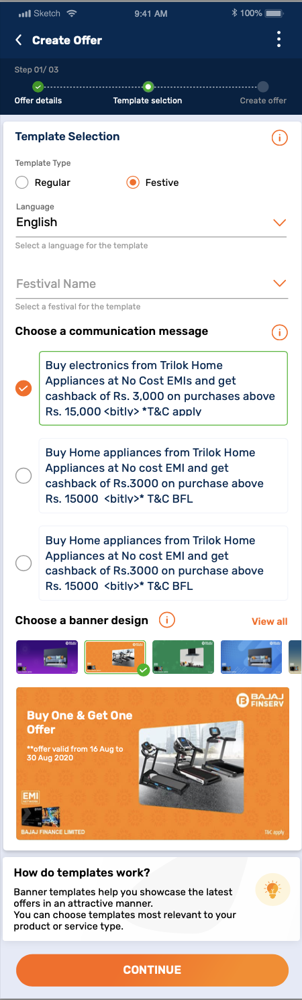 Sketch 9:41 AM 100%
Create Offer
Step 01/ 03
Offer details Template selction Create offer
Template Selection
Template Type
Regular Festive
Language
English
Select a language for the template
Festival Name
Select a festival for the template
Choose a communication message
Buy electronics from Trilok Home
Appliances at No Cost EMIs and get
cashback of Rs. 3,000 on purchases above
Rs. 15,000 <bitly> *T&C apply
Buy Home appliances from Trilok Home
Appliances at No cost EMI and get
cashback of Rs.3000 on purchase above
Rs. 15000 <bitly>* T&C BFL
Buy Home appliances from Trilok Home
Appliances at No cost EMI and get
cashback of Rs.3000 on purchase above
Rs. 15000 <bitly>* T&C BFL
Choose a banner design View all
BAJAJ
FINSERV
Buy One & Get One
Offer
**offer valid from 16 Aug to
30 Aug 2020
EMI
NETWORK
BAJAJ FINANCE LIMITED T&C apply
How do templates work?
Banner templates help you showcase the latest
offers in an attractive manner.
You can choose templates most relevant to your
product or service type.
CONTINUE